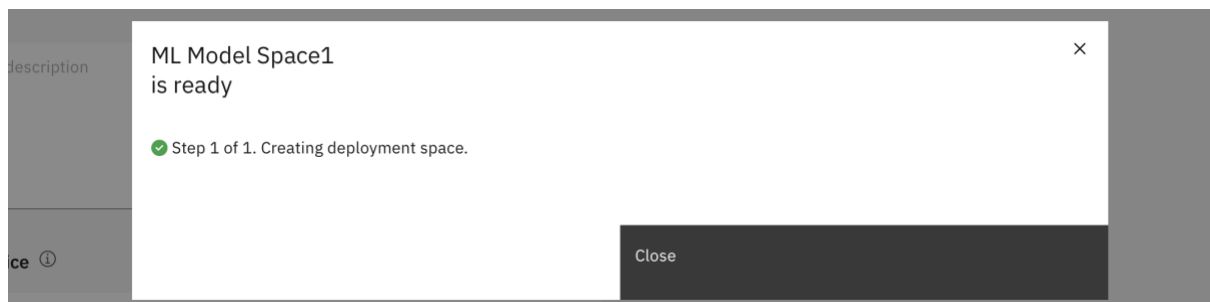 ML Model Space1
is ready
description
Step 1 of 1. Creating deployment space.
Close
ice